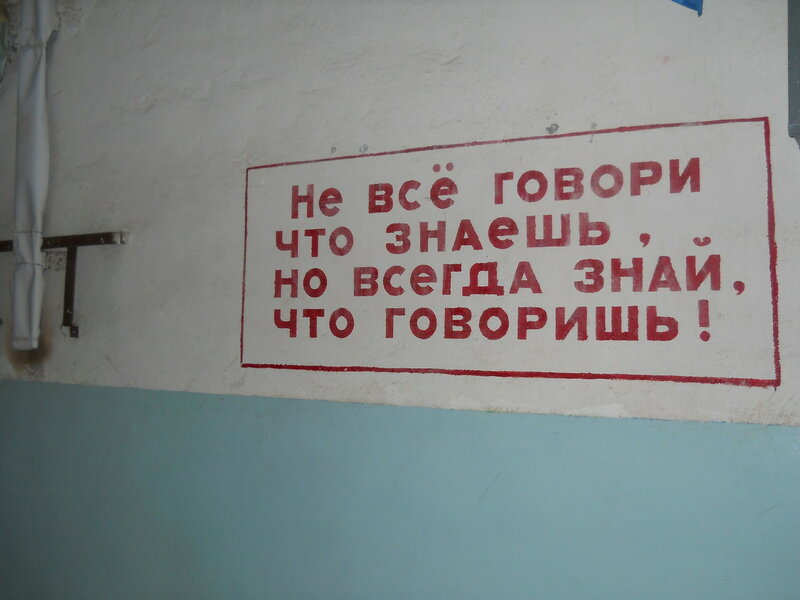 Не всё говори
что знаешь,
но всегда знай,
что говоришь!